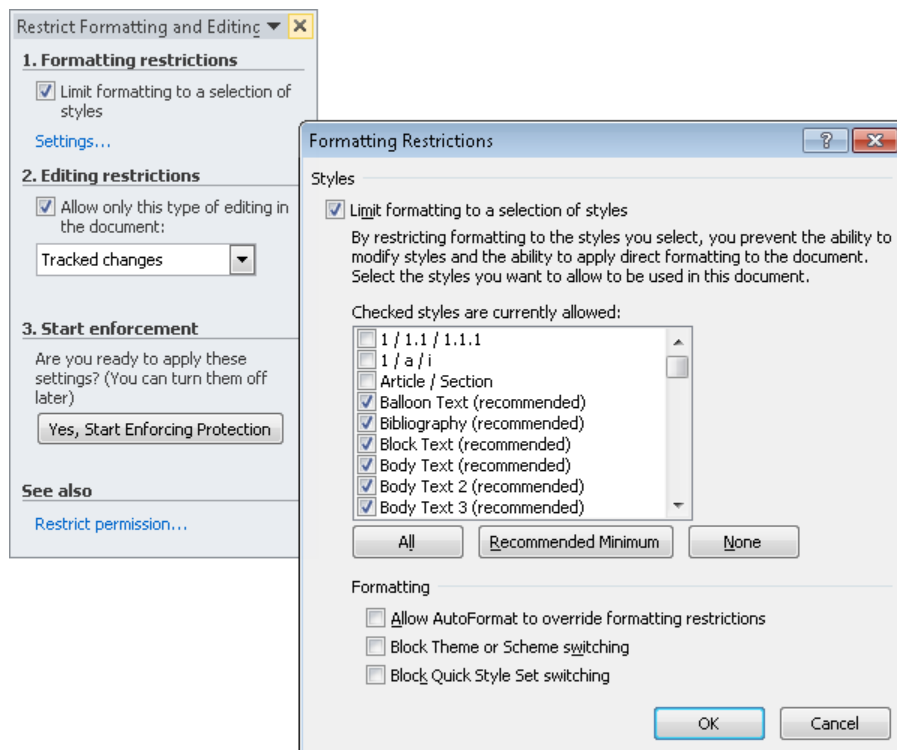 Restrict Formatting and Editing
1. Formatting restrictions
Limit formatting to a selection of
styles
Settings...
2. Editing restrictions
Allow only this type of editing in
the document:
Tracked changes
3. Start enforcement
Are you ready to apply these
settings? (You can turn them off
later)
Yes, Start Enforcing Protection
See also
Restrict permission...
Formatting Restrictions
Styles
Limit formatting to a selection of styles
By restricting formatting to the styles you select, you prevent the ability to
modify styles and the ability to apply direct formatting to the document.
Select the styles you want to allow to be used in this document.
Checked styles are currently allowed:
1 / 1.1 / 1.1.1
1 / a / i
Article / Section
Balloon Text (recommended)
Bibliography (recommended)
Block Text (recommended)
Body Text (recommended)
Body Text 2 (recommended)
Body Text 3 (recommended)
All Recommended Minimum None
Formatting
Allow AutoFormat to override formatting restrictions
Block Theme or Scheme switching
Block Quick Style Set switching
OK Cancel